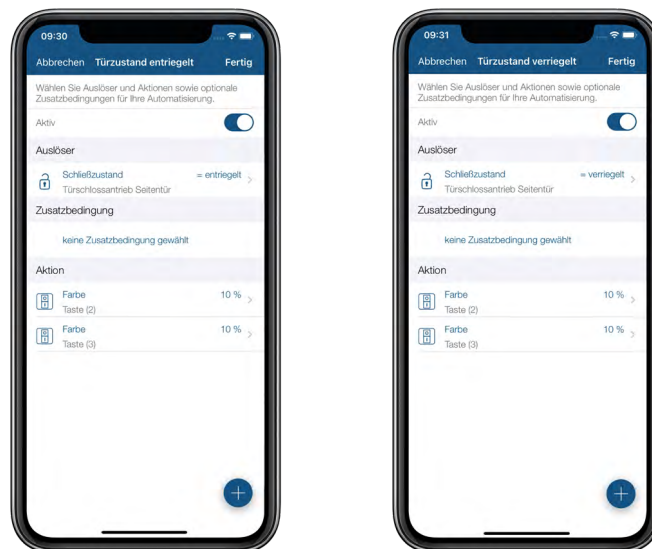 09:30
Abbrechen Türzustand entriegelt Fertig
Wählen Sie Auslöser und Aktionen sowie optionale
Zusatzbedingungen für Ihre Automatisierung.
Aktiv
Auslöser
Schließzustand = entriegelt
Türschlossantrieb Seitentür
Zusatzbedingung
keine Zusatzbedingung gewählt
Aktion
Farbe 10 %
Taste (2)
Farbe 10 %
Taste (3)
09:31
Abbrechen Türzustand verriegelt Fertig
Wählen Sie Auslöser und Aktionen sowie optionale
Zusatzbedingungen für Ihre Automatisierung.
Aktiv
Auslöser
Schließzustand = verriegelt
Türschlossantrieb Seitentür
Zusatzbedingung
keine Zusatzbedingung gewählt
Aktion
Farbe 10 %
Taste (2)
Farbe 10 %
Taste (3)